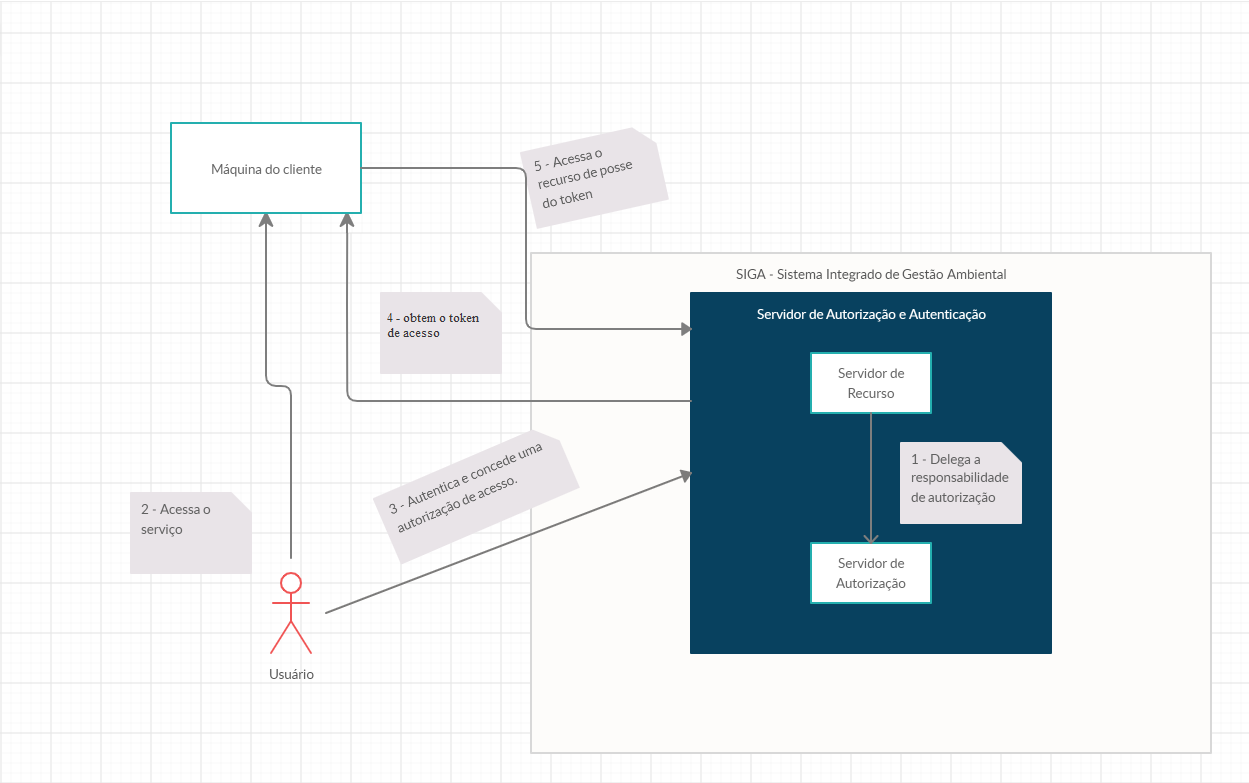 Máquina do cliente
5 - Acessa o
recurso de posse
do token
SIGA - Sistema Integrado de Gestão Ambiental
Servidor de Autorização e Autenticação
4 - obtem o token
de acesso
Servidor de
Recurso
3 - Autentica e concede uma
autorização de acesso.
1 - Delega a
responsabilidade
de autorização
2 - Acessa o
serviço
Servidor de
Autorização
Usuário